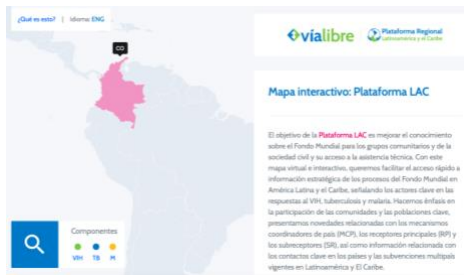 ¿Qué es esto? | Idioma: ENG
CO
víalibre
Plataforma Regional
Latinoamérica y el Caribe
Mapa interactivo: Plataforma LAC
El objetivo de la Plataforma LAC es mejorar el conocimiento
sobre el Fondo Mundial para los grupos comunitarios y de la
sociedad civil y su acceso a la asistencia técnica. Con este
mapa virtual e interactivo, queremos facilitar el acceso rápido a
información estratégica de los procesos del Fondo Mundial en
América Latina y el Caribe, señalando los actores clave en las
respuestas al VIH, tuberculosis y malaria. Hacemos énfasis en
la participación de las comunidades y las poblaciones clave,
presentamos novedades relacionadas con los mecanismos
coordinadores de país (MCP), los receptores principales (RP) y
los subreceptores (SR), así como información relacionada con
los contactos clave en los países y las subvenciones multipaís
vigentes en Latinoamérica y El Caribe.
Componentes
VIH TB M